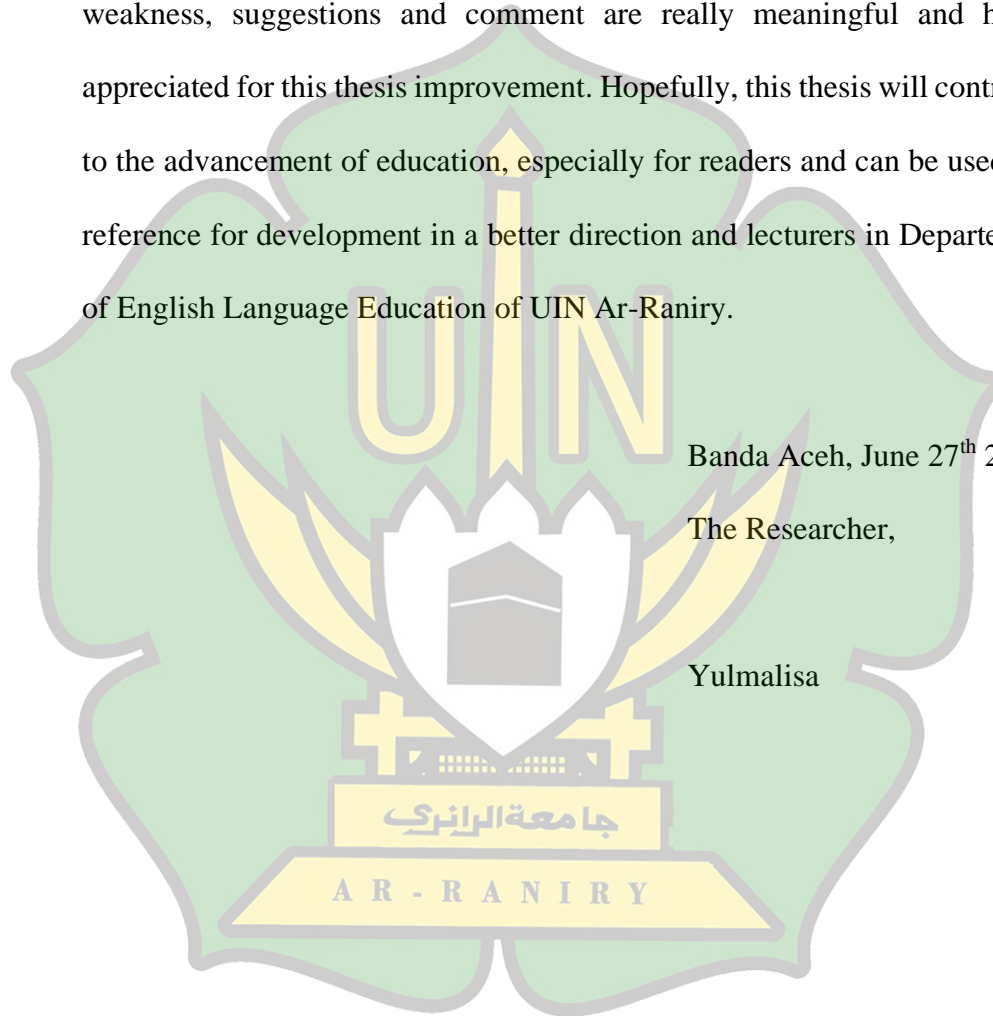 weakness, suggestions and comment are really meaningful and h
appreciated for this thesis improvement. Hopefully, this thesis will contr
to the advancement of education, especially for readers and can be used
reference for development in a better direction and lecturers in Departe
of English Language Education of UIN Ar-Raniry.
UIN
Banda Aceh, June 27th 2
The Researcher,
Yulmalisa
جامعة الرانري
AR-RANIRY